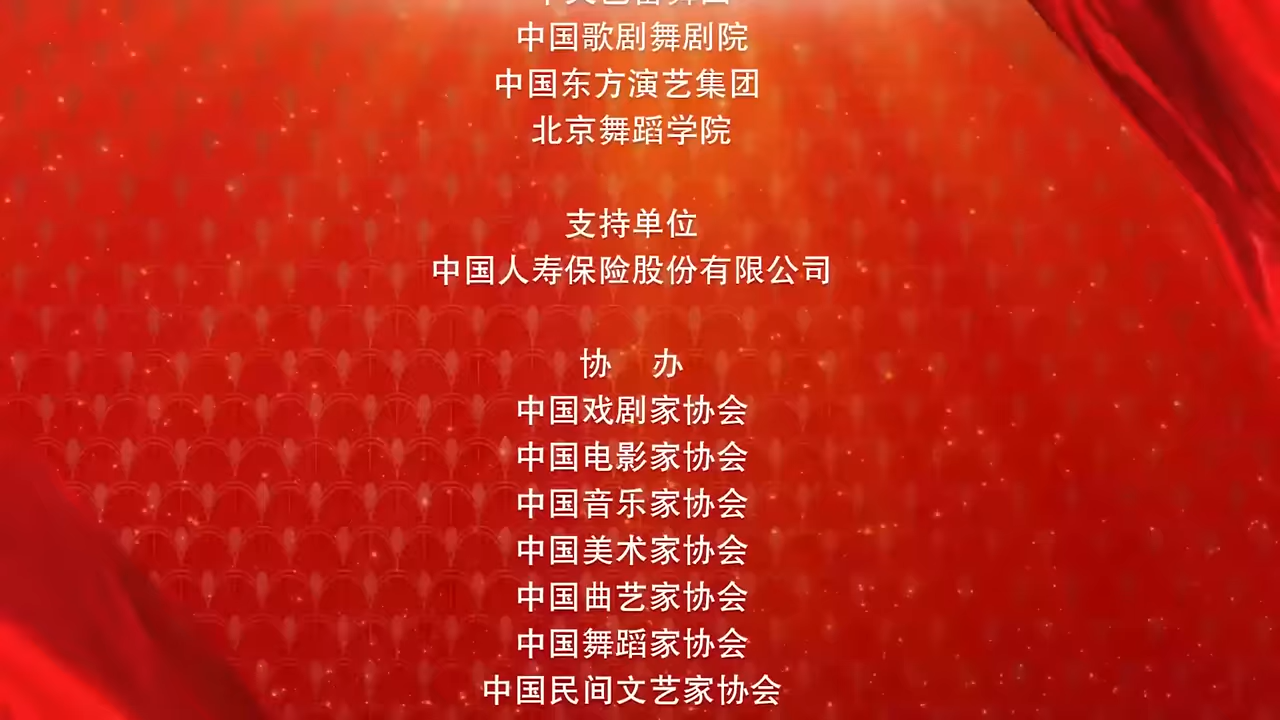 中国歌剧舞剧院
中国东方演艺集团
北京舞蹈学院
支持单位
中国人寿保险股份有限公司
协 办
中国戏剧家协会
中国电影家协会
中国音乐家协会
中国美术家协会
中国曲艺家协会
中国舞蹈家协会
中国民间文艺家协会